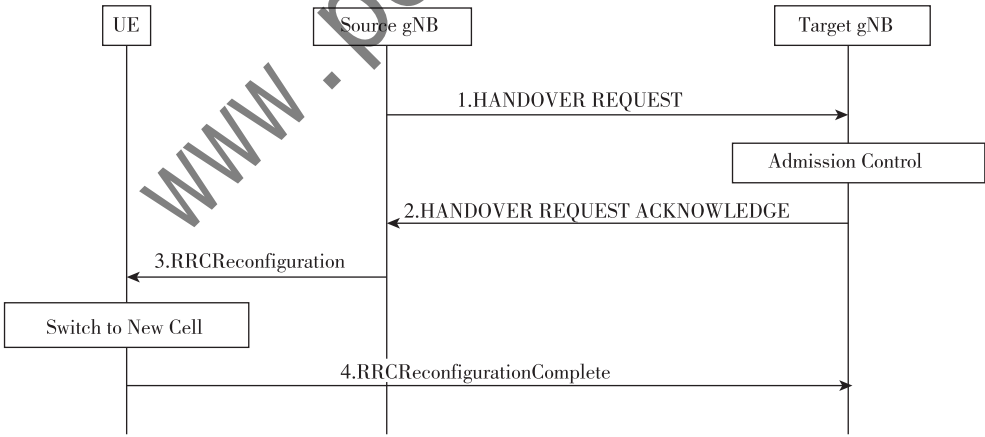 UE
Source gNB
Target gNB
1.HANDOVER REQUEST
Admission Control
2.HANDOVER REQUEST ACKNOWLEDGE
3.RRCReconfiguration
Switch to New Cell
4.RRCReconfigurationComplete
www.